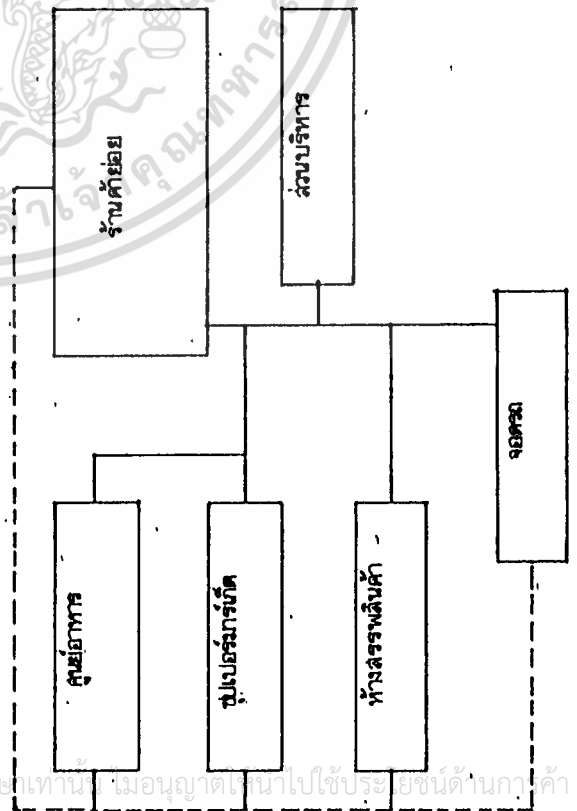 ร้านค้าย่อย
ส่วนบริหาร
ศูนย์อาหาร
ซุปเปอร์มาร์เก็ต
ห้างสรรพสินค้า
จอดรถ
ษาเท่านั้น ไม่อนุญาตให้นำไปใช้ประโยชน์ด้านการค้า